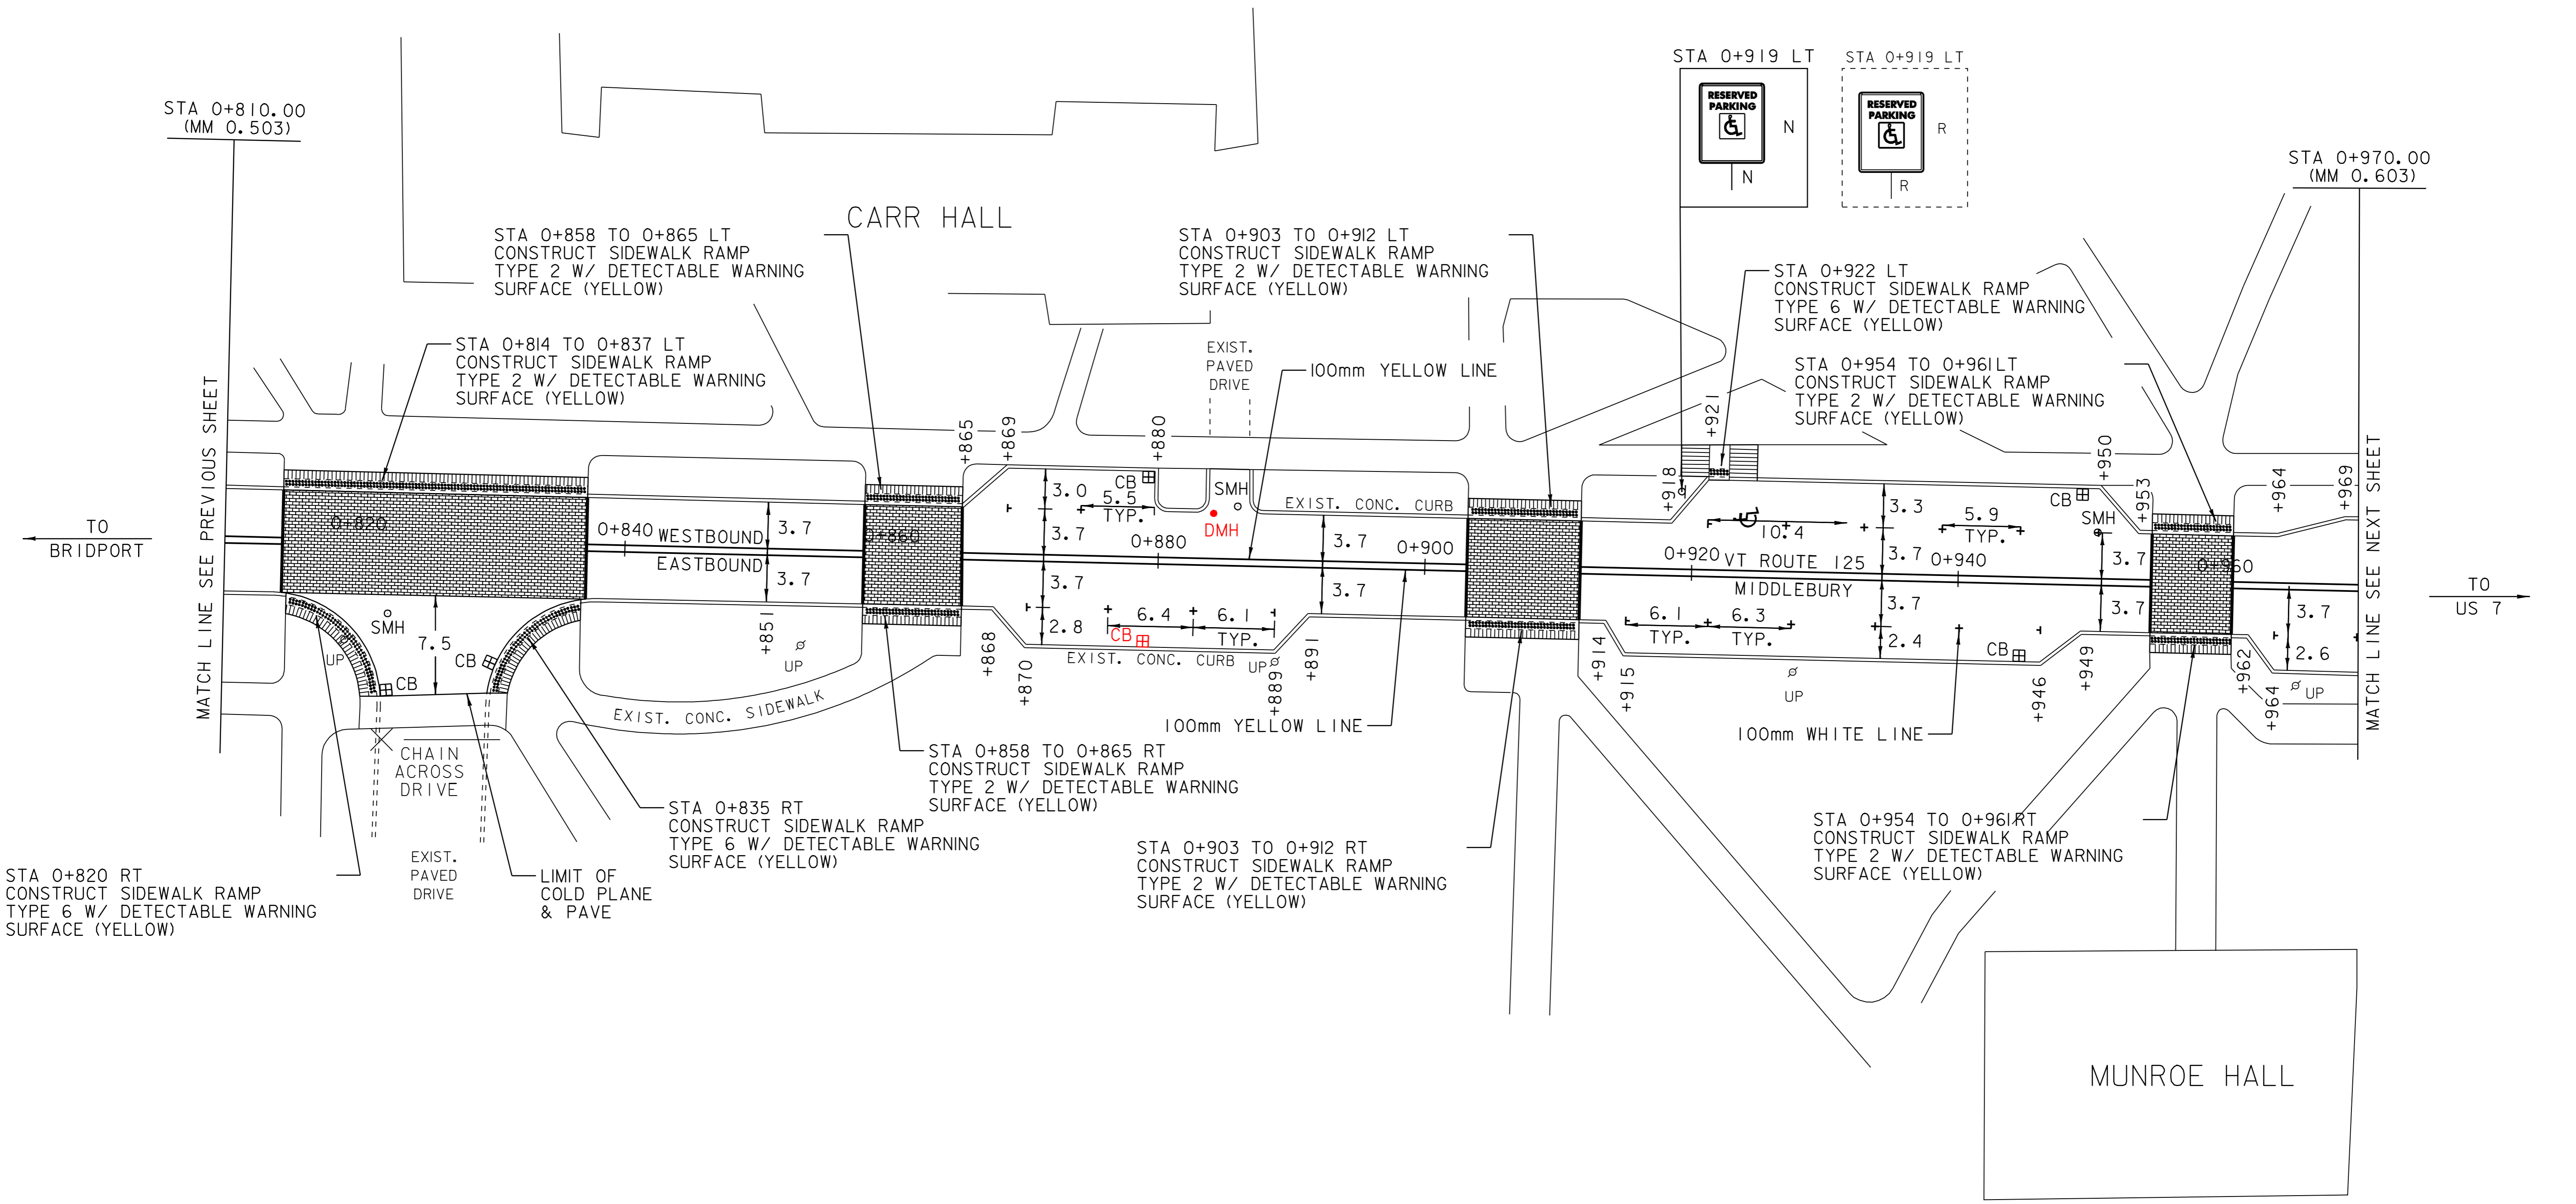 STA 0+810.00
(MM 0.503)
MATCH LINE SEE PREVIOUS SHEET
TO
BRIDPORT
CARR HALL
STA 0+858 TO 0+865 LT
CONSTRUCT SIDEWALK RAMP
TYPE 2 W/ DETECTABLE WARNING
SURFACE (YELLOW)
STA 0+814 TO 0+837 LT
CONSTRUCT SIDEWALK RAMP
TYPE 2 W/ DETECTABLE WARNING
SURFACE (YELLOW)
STA 0+903 TO 0+912 LT
CONSTRUCT SIDEWALK RAMP
TYPE 2 W/ DETECTABLE WARNING
SURFACE (YELLOW)
EXIST.
PAVED
DRIVE
100mm YELLOW LINE
STA 0+919 LT
RESERVED
PARKING
N
N
STA 0+919 LT
RESERVED
PARKING
R
R
STA 0+922 LT
CONSTRUCT SIDEWALK RAMP
TYPE 6 W/ DETECTABLE WARNING
SURFACE (YELLOW)
STA 0+954 TO 0+961LT
CONSTRUCT SIDEWALK RAMP
TYPE 2 W/ DETECTABLE WARNING
SURFACE (YELLOW)
STA 0+970.00
(MM 0.603)
MATCH LINE SEE NEXT SHEET
TO
US 7
+865
+869
+880
+918
+921
+950
+953
+964
+969
0+820
0+840
WESTBOUND
EASTBOUND
3.7
3.7
0+860
3.0
3.7
3.7
2.8
CB
5.5
TYP.
SMH
DMH
0+880
EXIST. CONC. CURB
3.7
3.7
0+900
10.4
0+920
VT ROUTE 125
MIDDLEBURY
3.3
3.7
3.7
2.4
5.9
TYP.
0+940
CB
SMH
3.7
3.7
0+960
3.7
2.6
SMH
7.5
UP
CB
CB
+851
UP
6.4
6.1
TYP.
CB
EXIST. CONC. CURB
UP
+868
+870
+889
+891
6.1
TYP.
6.3
TYP.
+914
+915
UP
CB
+946
+949
+962
+964
UP
EXIST. CONC. SIDEWALK
100mm YELLOW LINE
100mm WHITE LINE
CHAIN
ACROSS
DRIVE
EXIST.
PAVED
DRIVE
LIMIT OF
COLD PLANE
& PAVE
STA 0+820 RT
CONSTRUCT SIDEWALK RAMP
TYPE 6 W/ DETECTABLE WARNING
SURFACE (YELLOW)
STA 0+835 RT
CONSTRUCT SIDEWALK RAMP
TYPE 6 W/ DETECTABLE WARNING
SURFACE (YELLOW)
STA 0+858 TO 0+865 RT
CONSTRUCT SIDEWALK RAMP
TYPE 2 W/ DETECTABLE WARNING
SURFACE (YELLOW)
STA 0+903 TO 0+912 RT
CONSTRUCT SIDEWALK RAMP
TYPE 2 W/ DETECTABLE WARNING
SURFACE (YELLOW)
STA 0+954 TO 0+961RT
CONSTRUCT SIDEWALK RAMP
TYPE 2 W/ DETECTABLE WARNING
SURFACE (YELLOW)
MUNROE HALL